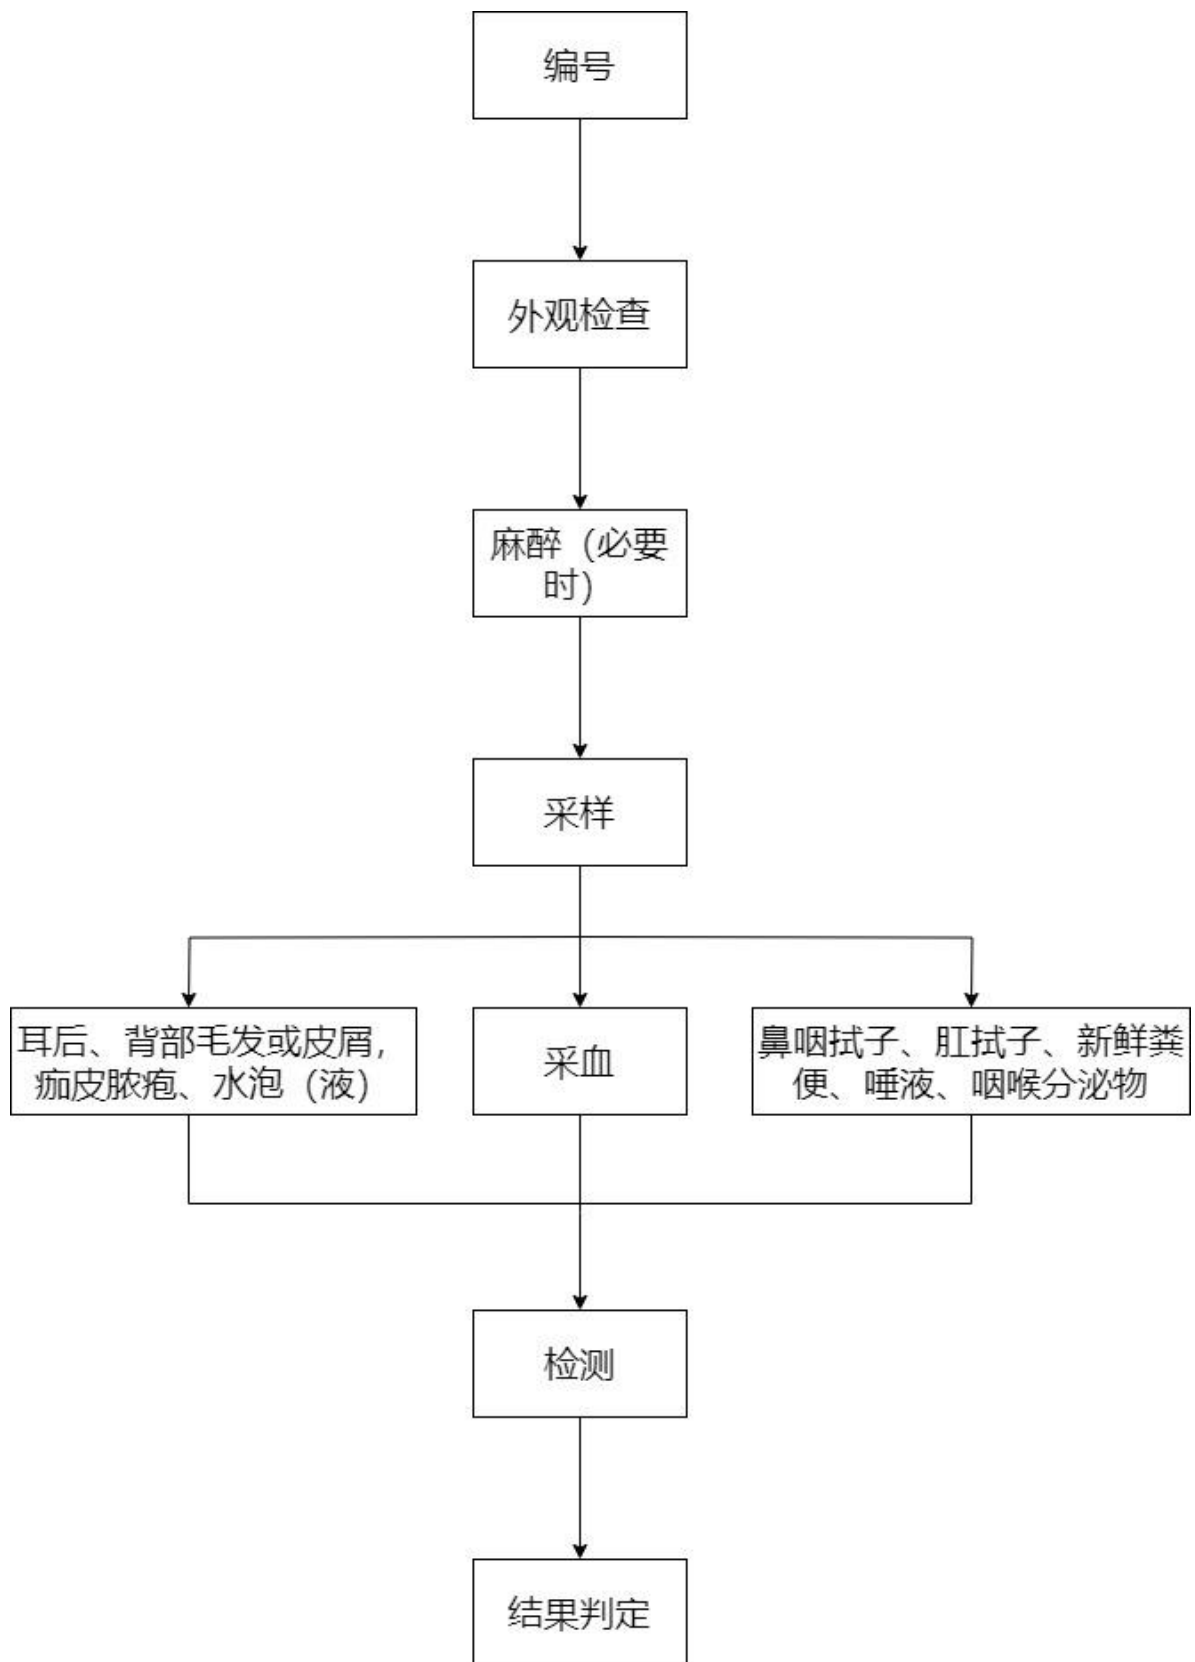 编号
外观检查
麻醉（必要
时）
采样
耳后、背部毛发或皮屑，
痂皮脓疱、水泡（液）
采血
鼻咽拭子、肛拭子、新鲜粪
便、唾液、咽喉分泌物
检测
结果判定